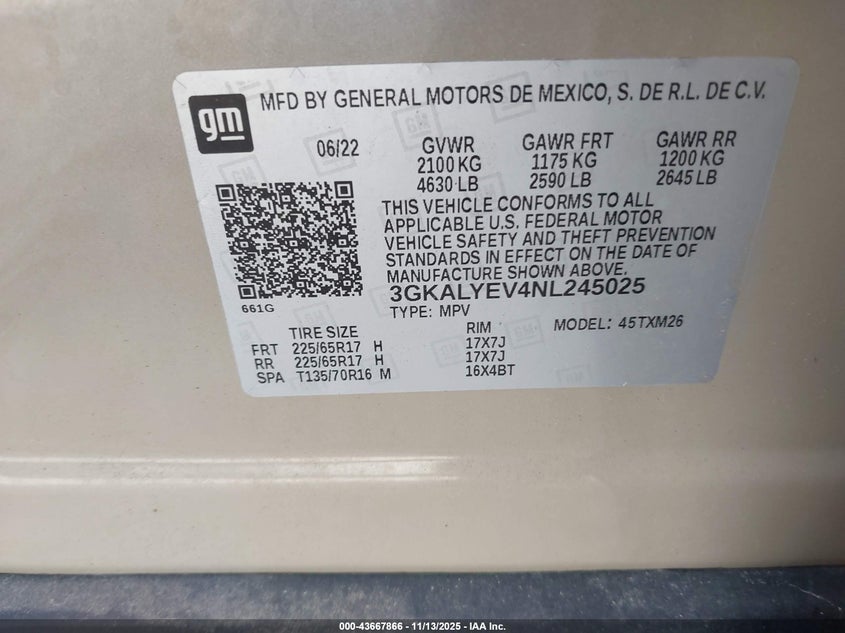 gm
MFD BY GENERAL MOTORS DE MEXICO, S. DE R.L. DE C.V.
06/22 GVWR GAWR FRT GAWR RR
2100 KG 1175 KG 1200 KG
4630 LB 2590 LB 2645 LB
THIS VEHICLE CONFORMS TO ALL
APPLICABLE U.S. FEDERAL MOTOR
VEHICLE SAFETY AND THEFT PREVENTION
STANDARDS IN EFFECT ON THE DATE OF
MANUFACTURE SHOWN ABOVE.
3GKALYEV4NL245025
661G
TYPE: MPV
MODEL: 45TXM26
TIRE SIZE RIM
FRT 225/65R17 H 17X7J
RR 225/65R17 H 17X7J
SPA T135/70R16 M 16X4BT
000-43667866 - 11/13/2025 - IAA Inc.